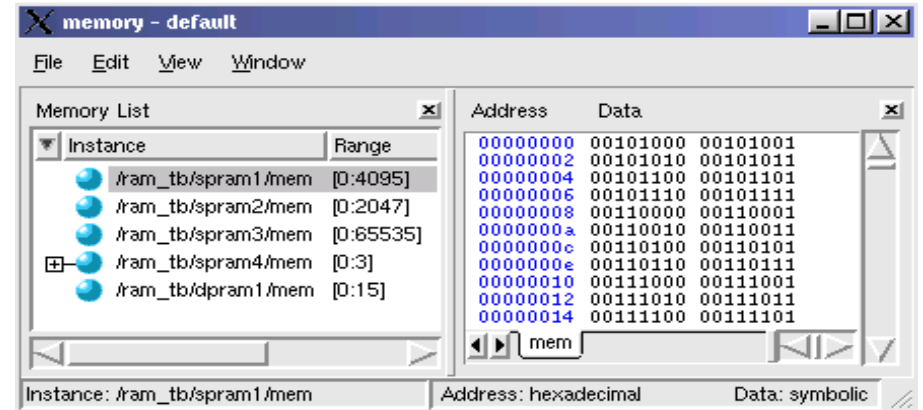 memory - default
File Edit View Window
Memory List
Instance Range
/ram_tb/spram1/mem [0:4095]
/ram_tb/spram2/mem [0:2047]
/ram_tb/spram3/mem [0:65535]
/ram_tb/spram4/mem [0:3]
/ram_tb/dpram1/mem [0:15]
Address Data
00000000 00101000 00101001
00000002 00101010 00101011
00000004 00101100 00101101
00000006 00101110 00101111
00000008 00110000 00110001
0000000a 00110010 00110011
0000000c 00110100 00110101
0000000e 00110110 00110111
00000010 00111000 00111001
00000012 00111010 00111011
00000014 00111100 00111101
mem
Instance: /ram_tb/spram1/mem Address: hexadecimal Data: symbolic